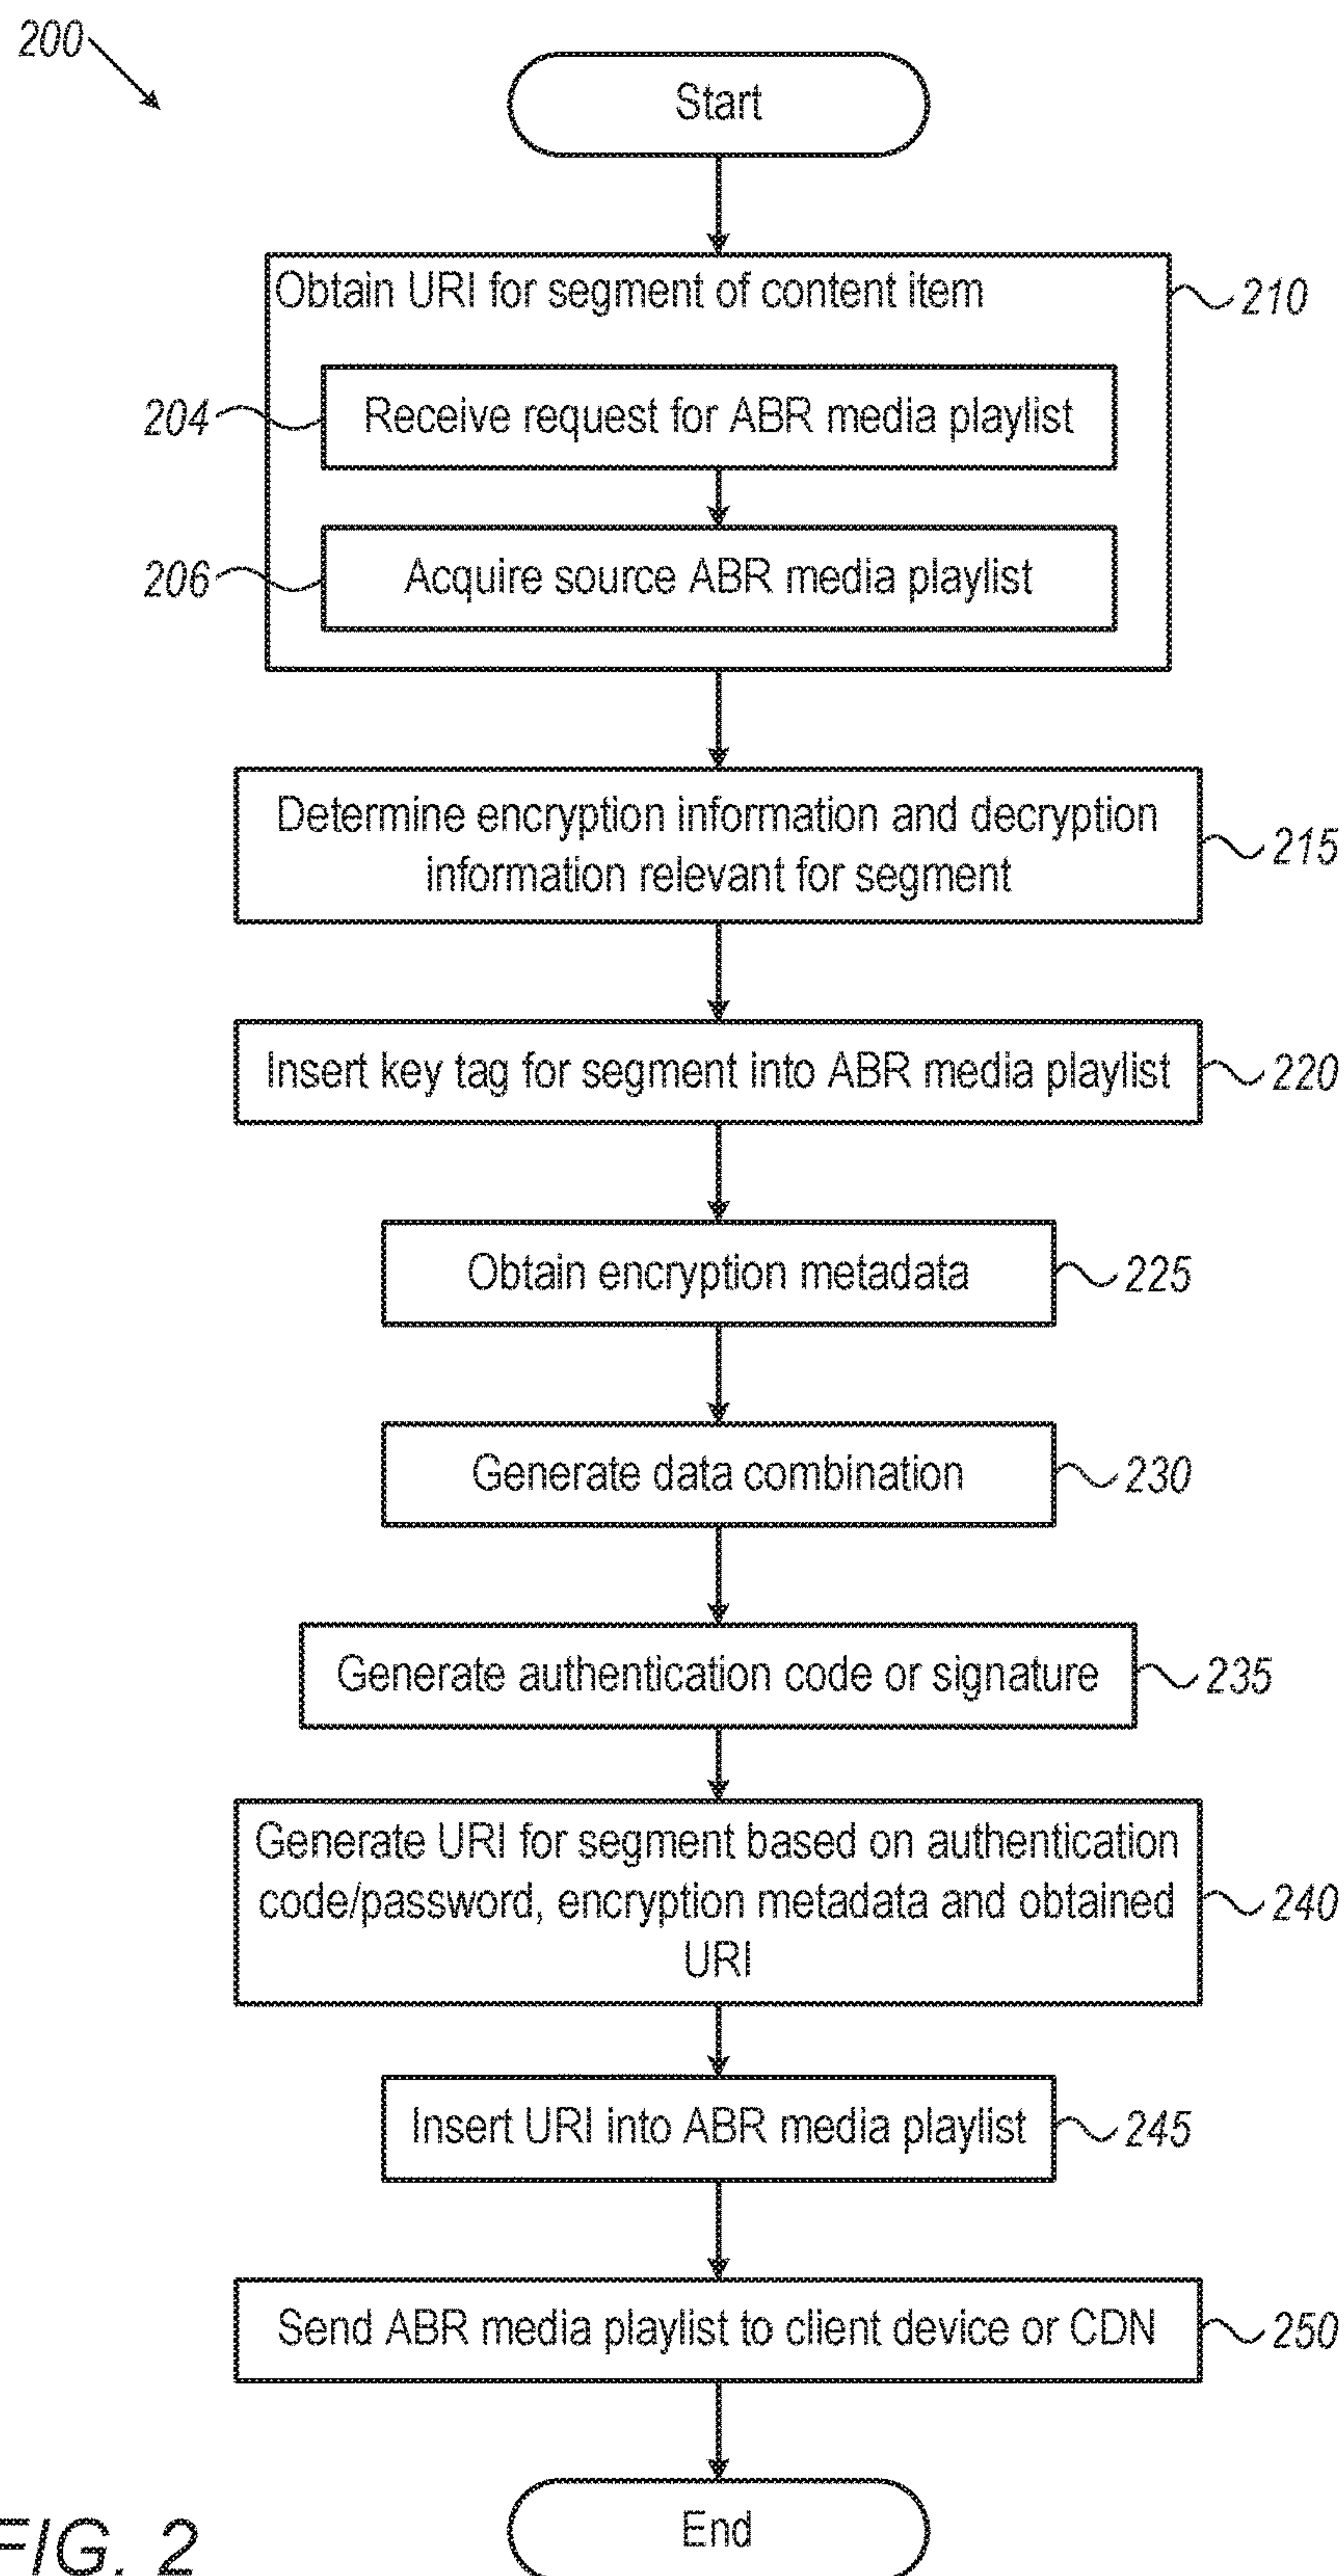 200
Start
Obtain URI for segment of content item
210
204
Receive request for ABR media playlist
206
Acquire source ABR media playlist
Determine encryption information and decryption
information relevant for segment
215
Insert key tag for segment into ABR media playlist
220
Obtain encryption metadata
225
Generate data combination
230
Generate authentication code or signature
235
Generate URI for segment based on authentication
code/password, encryption metadata and obtained
URI
240
Insert URI into ABR media playlist
245
Send ABR media playlist to client device or CDN
250
End
FIG. 2